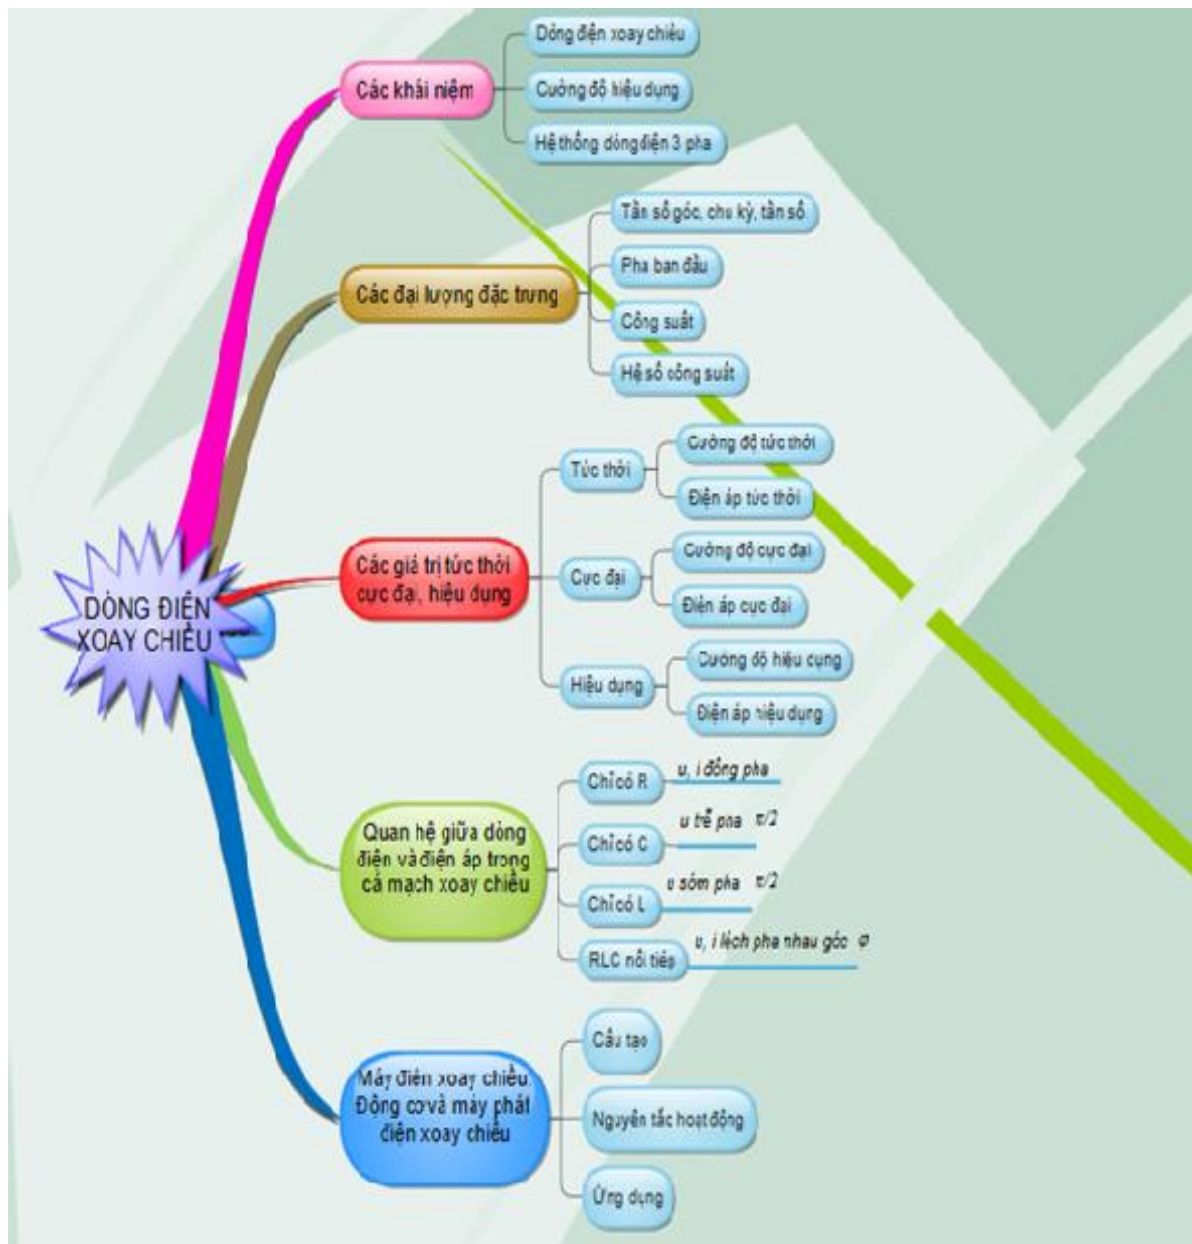 Dòng điện xoay chiều
Các khái niệm
Cường độ hiệu dụng
Hệ thống dòng điện 3 pha
Tần số góc, chu kỳ, tần số
Pha ban đầu
Các đại lượng đặc trưng
Công suất
Hệ số công suất
Cường độ tức thời
Tức thời
Điện áp tức thời
Cường độ cực đại
Các giá trị tức thời
cực đại, hiệu dụng
Cực đại
Điện áp cực đại
DÒNG ĐIỆN
XOAY CHIỀU
Cường độ hiệu dụng
Hiệu dụng
Điện áp hiệu dụng
Chỉ có R
u, i đồng pha
Quan hệ giữa dòng
điện và điện áp trong
cả mạch xoay chiều
Chỉ có C
u trễ pha π/2
Chỉ có L
u sớm pha π/2
RLC nối tiếp
u, i lệch pha nhau góc φ
Cấu tạo
Máy điện xoay chiều.
Động cơ và máy phát
điện xoay chiều
Nguyên tắc hoạt động
Ứng dụng